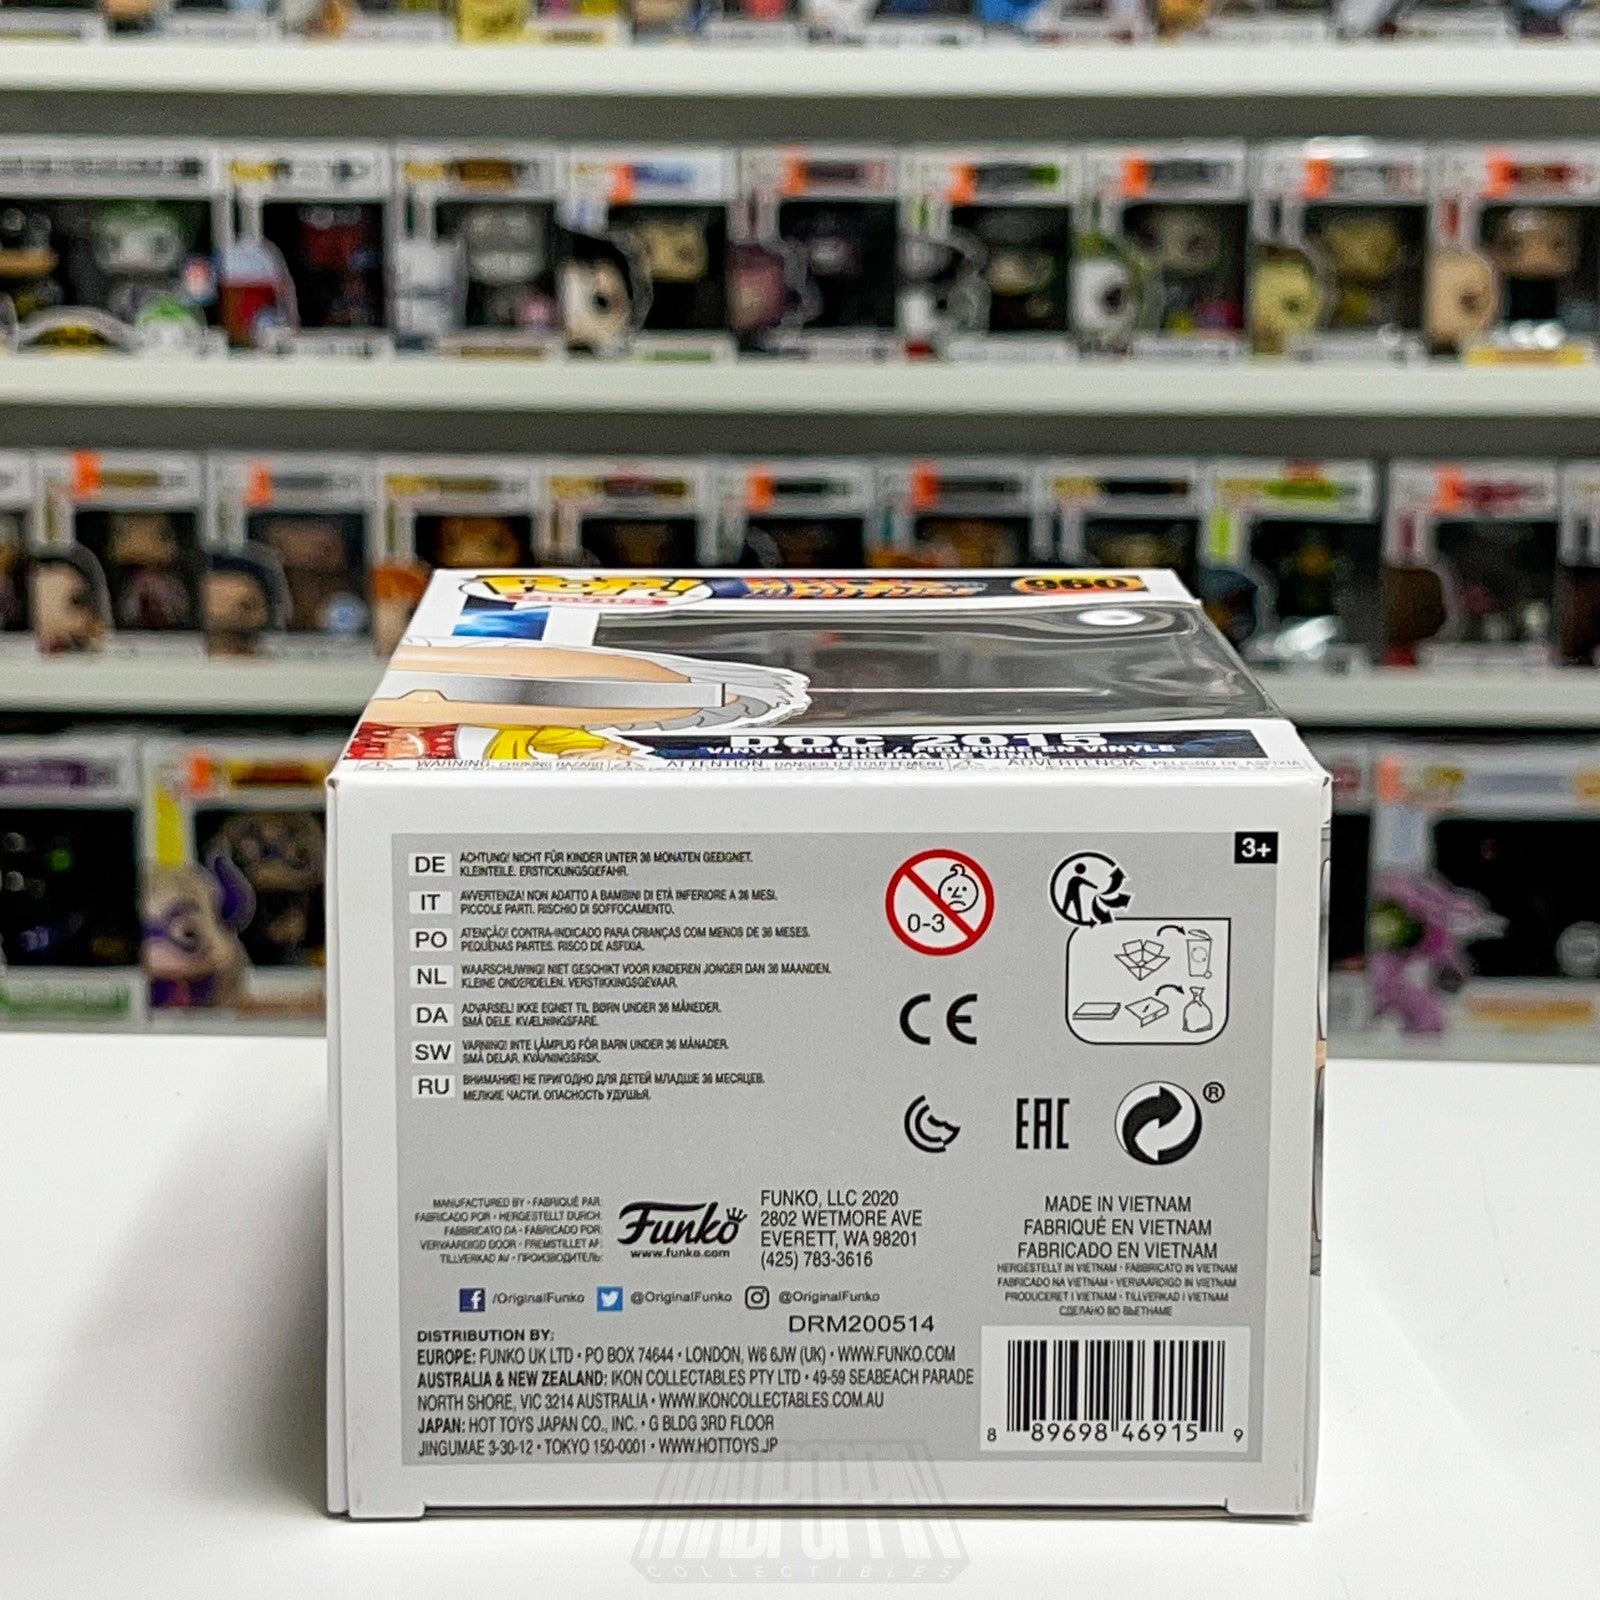 POP!
MOVIES
BACK TO THE FUTURE
960
DOC 2015
VINYL FIGURE / FIGURINE EN VINYLE
WARNING: CHOKING HAZARD
ATTENTION: DANGER D'ÉTOUFFEMENT
ADVERTENCIA: PELIGRO DE ASFIXIA
3+
DE ACHTUNG! NICHT FÜR KINDER UNTER 36 MONATEN GEEIGNET.
KLEINTEILE. ERSTICKUNGSGEFAHR.
IT AVVERTENZA! NON ADATTO A BAMBINI DI ETÀ INFERIORE A 36 MESI.
PICCOLE PARTI. RISCHIO DI SOFFOCAMENTO.
PO ATENÇÃO! CONTRA-INDICADO PARA CRIANÇAS COM MENOS DE 36 MESES.
PEQUENAS PARTES. RISCO DE ASFIXIA.
NL WAARSCHUWING! NIET GESCHIKT VOOR KINDEREN JONGER DAN 36 MAANDEN.
KLEINE ONDERDELEN. VERSTIKKINGSGEVAAR.
DA ADVARSEL! IKKE EGNET TIL BØRN UNDER 36 MÅNEDER.
SMÅ DELE. KVÆLNINGSFARE.
SW VARNING! INTE LÄMPLIG FÖR BARN UNDER 36 MÅNADER.
SMÅ DELAR. KVÄVNINGSRISK.
RU ВНИМАНИЕ! НЕ ПРИГОДНО ДЛЯ ДЕТЕЙ МЛАДШЕ 36 МЕСЯЦЕВ.
МЕЛКИЕ ЧАСТИ. ОПАСНОСТЬ УДУШЬЯ.
0-3
CE
EAC
®
MANUFACTURED BY • FABRIQUÉ PAR:
FABRICADO POR • HERGESTELLT DURCH:
FABBRICATO DA • FABRICADO POR:
VERVAARDIGD DOOR • FREMSTILLET AF:
TILLVERKAD AV • ПРОИЗВОДИТЕЛЬ:
Funko
www.funko.com
FUNKO, LLC 2020
2802 WETMORE AVE
EVERETT, WA 98201
(425) 783-3616
MADE IN VIETNAM
FABRIQUÉ EN VIETNAM
FABRICADO EN VIETNAM
HERGESTELLT IN VIETNAM • FABBRICATO IN VIETNAM
FABRICADO NA VIETNAM • VERVAARDIGD IN VIETNAM
PRODUCERET I VIETNAM • TILLVERKAD I VIETNAM
СДЕЛАНО ВО ВЬЕТНАМЕ
/OriginalFunko @OriginalFunko @OriginalFunko
DRM200514
DISTRIBUTION BY:
EUROPE: FUNKO UK LTD • PO BOX 74644 • LONDON, W6 6JW (UK) • WWW.FUNKO.COM
AUSTRALIA & NEW ZEALAND: IKON COLLECTABLES PTY LTD • 49-59 SEABEACH PARADE
NORTH SHORE, VIC 3214 AUSTRALIA • WWW.IKONCOLLECTABLES.COM.AU
JAPAN: HOT TOYS JAPAN CO., INC. • G BLDG 3RD FLOOR
JINGUMAE 3-30-12 • TOKYO 150-0001 • WWW.HOTTOYS.JP
8 89698 46915 9
MADPOPPIN
COLLECTIBLES